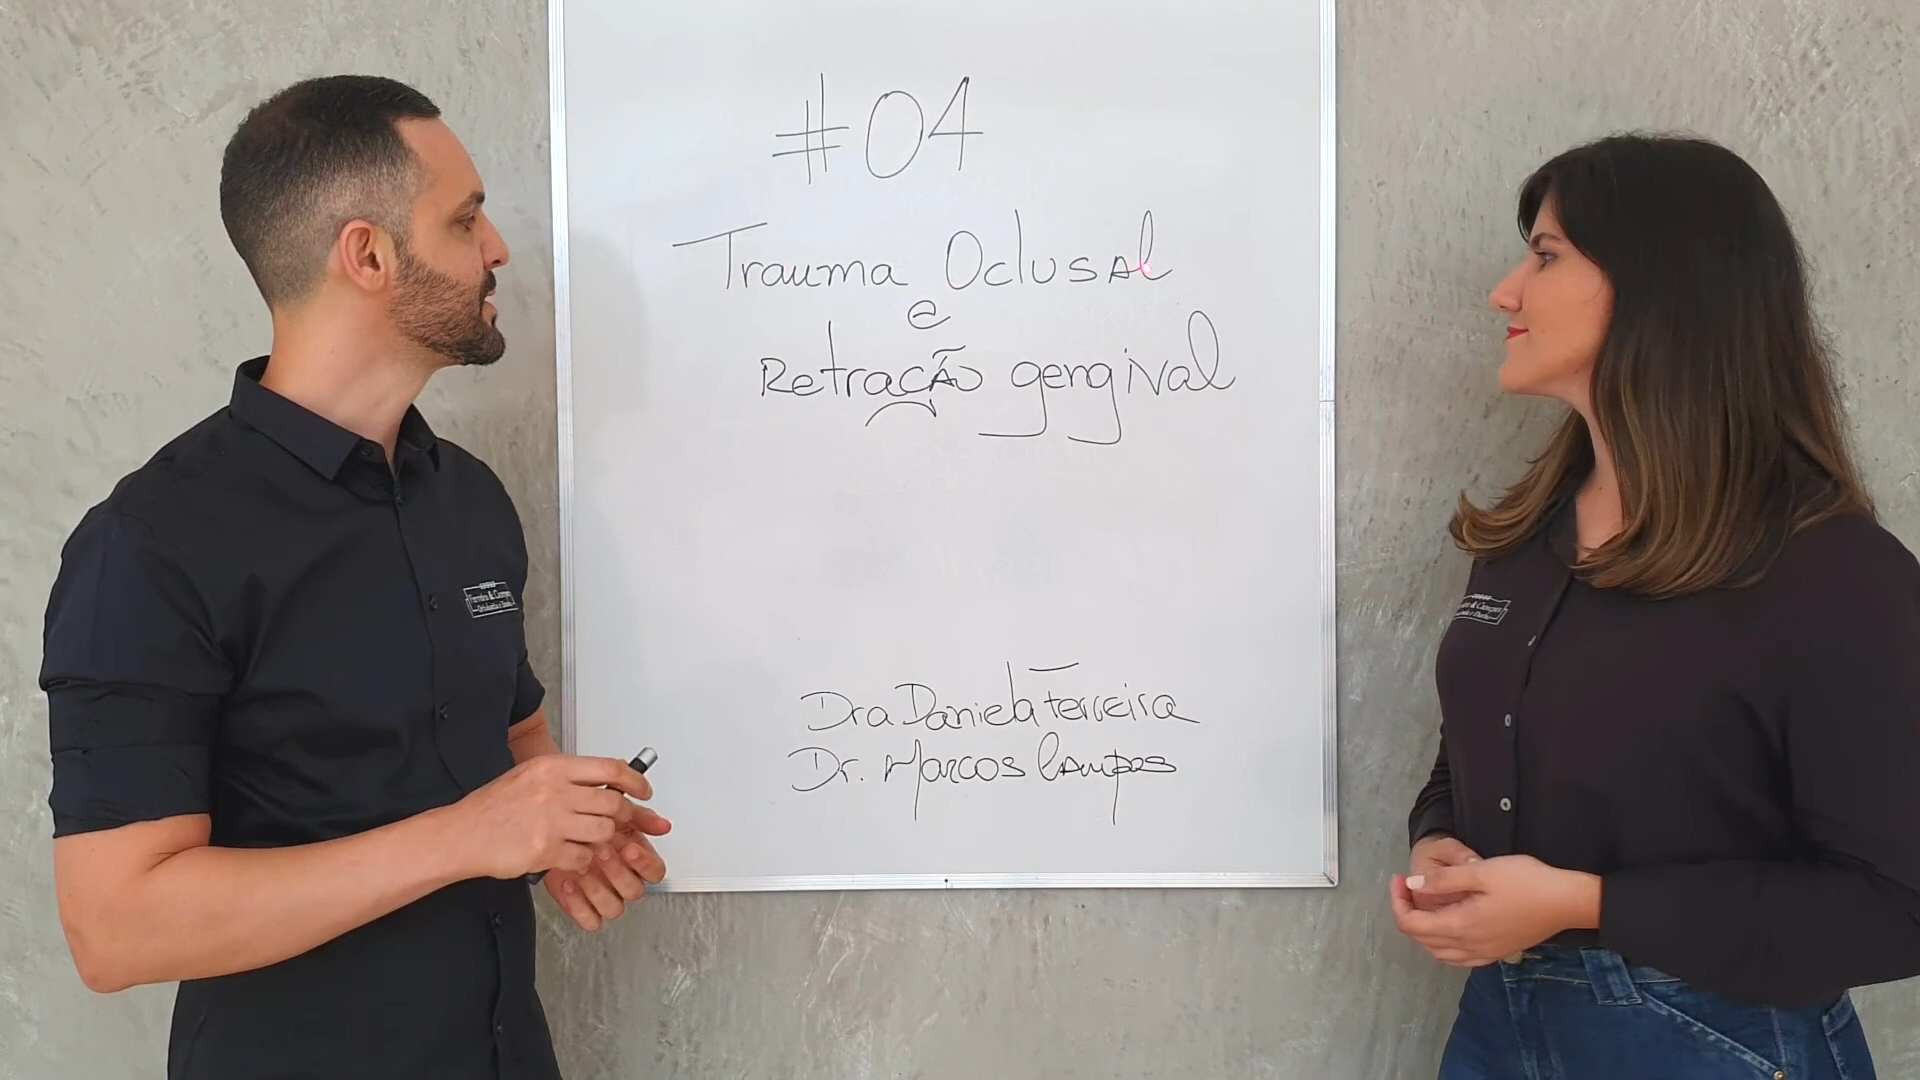 #04
Trauma Oclusal
e
Retração gengival
Dra Daniela Ferreira
Dr. Marcos Campos